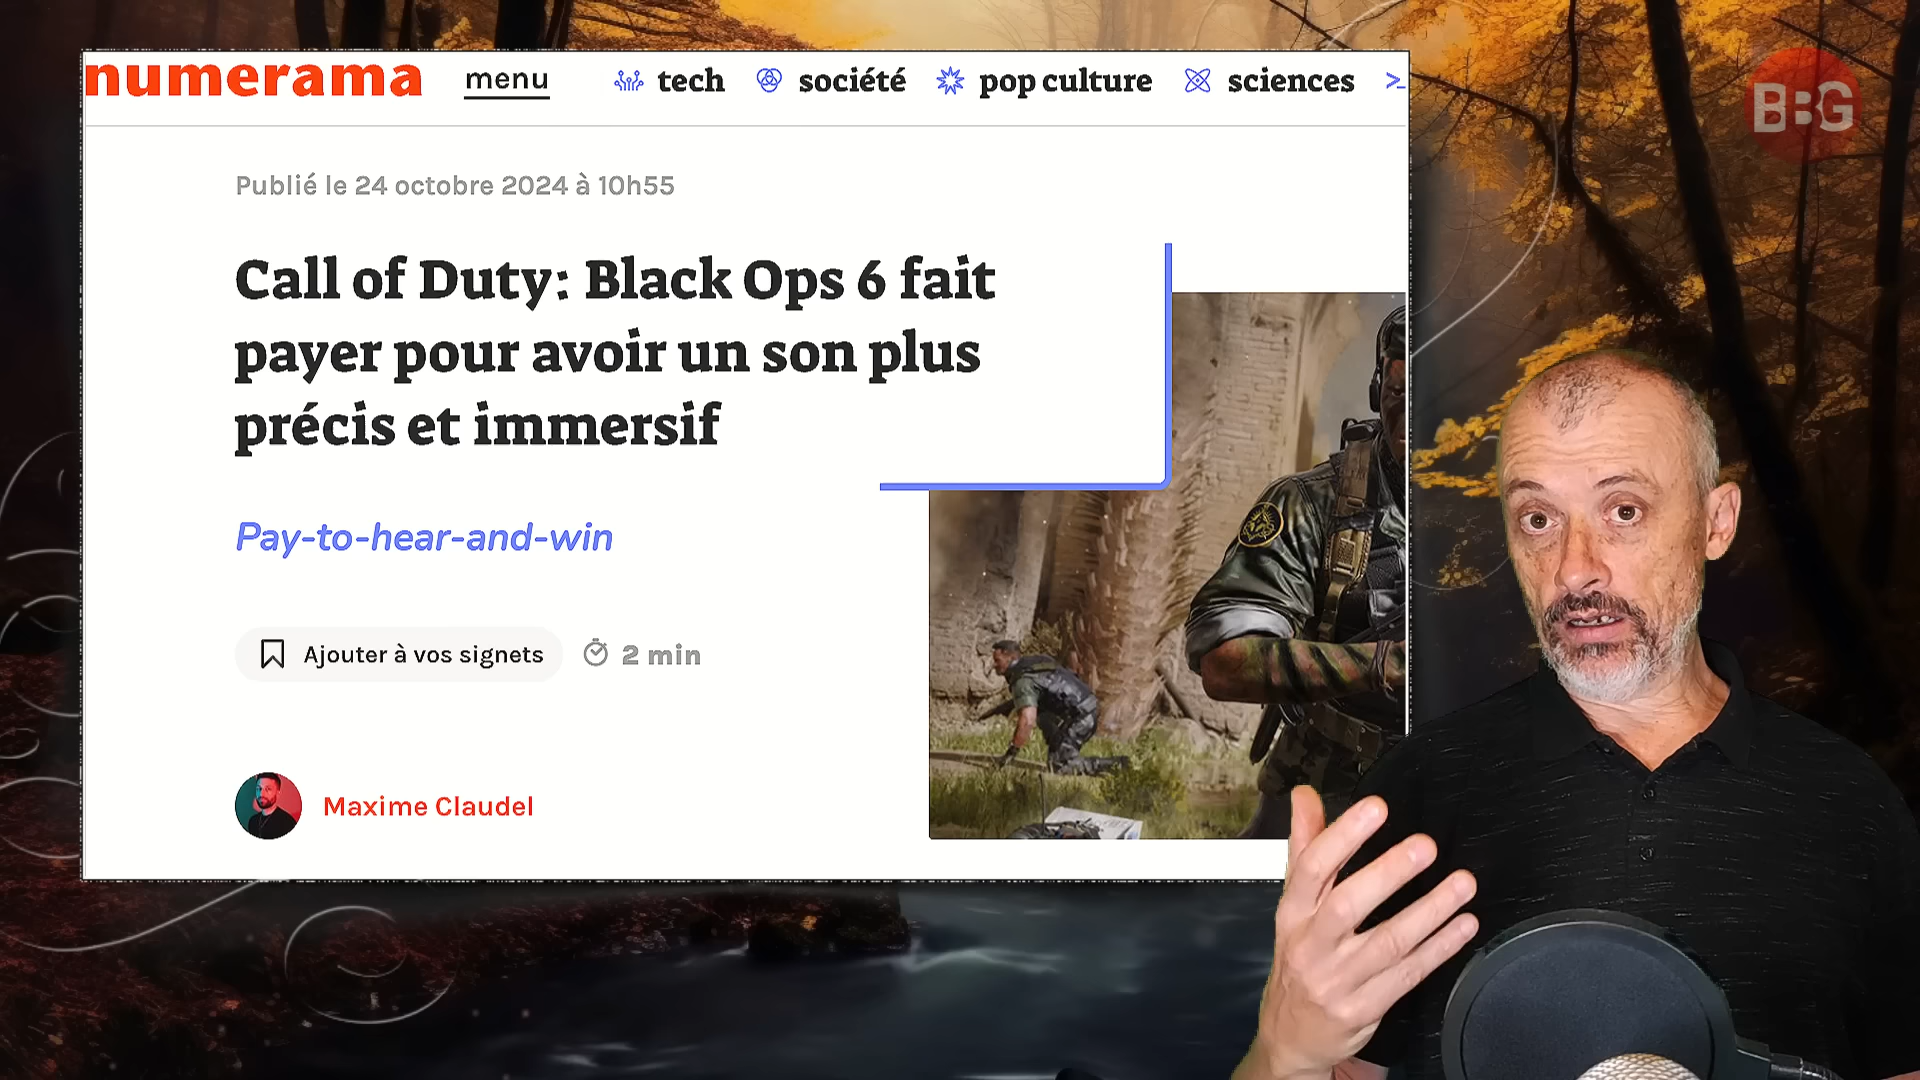 numerama menu tech société pop culture sciences >_
BBG
Publié le 24 octobre 2024 à 10h55
Call of Duty: Black Ops 6 fait
payer pour avoir un son plus
précis et immersif
Pay-to-hear-and-win
Ajouter à vos signets 2 min
Maxime Claudel